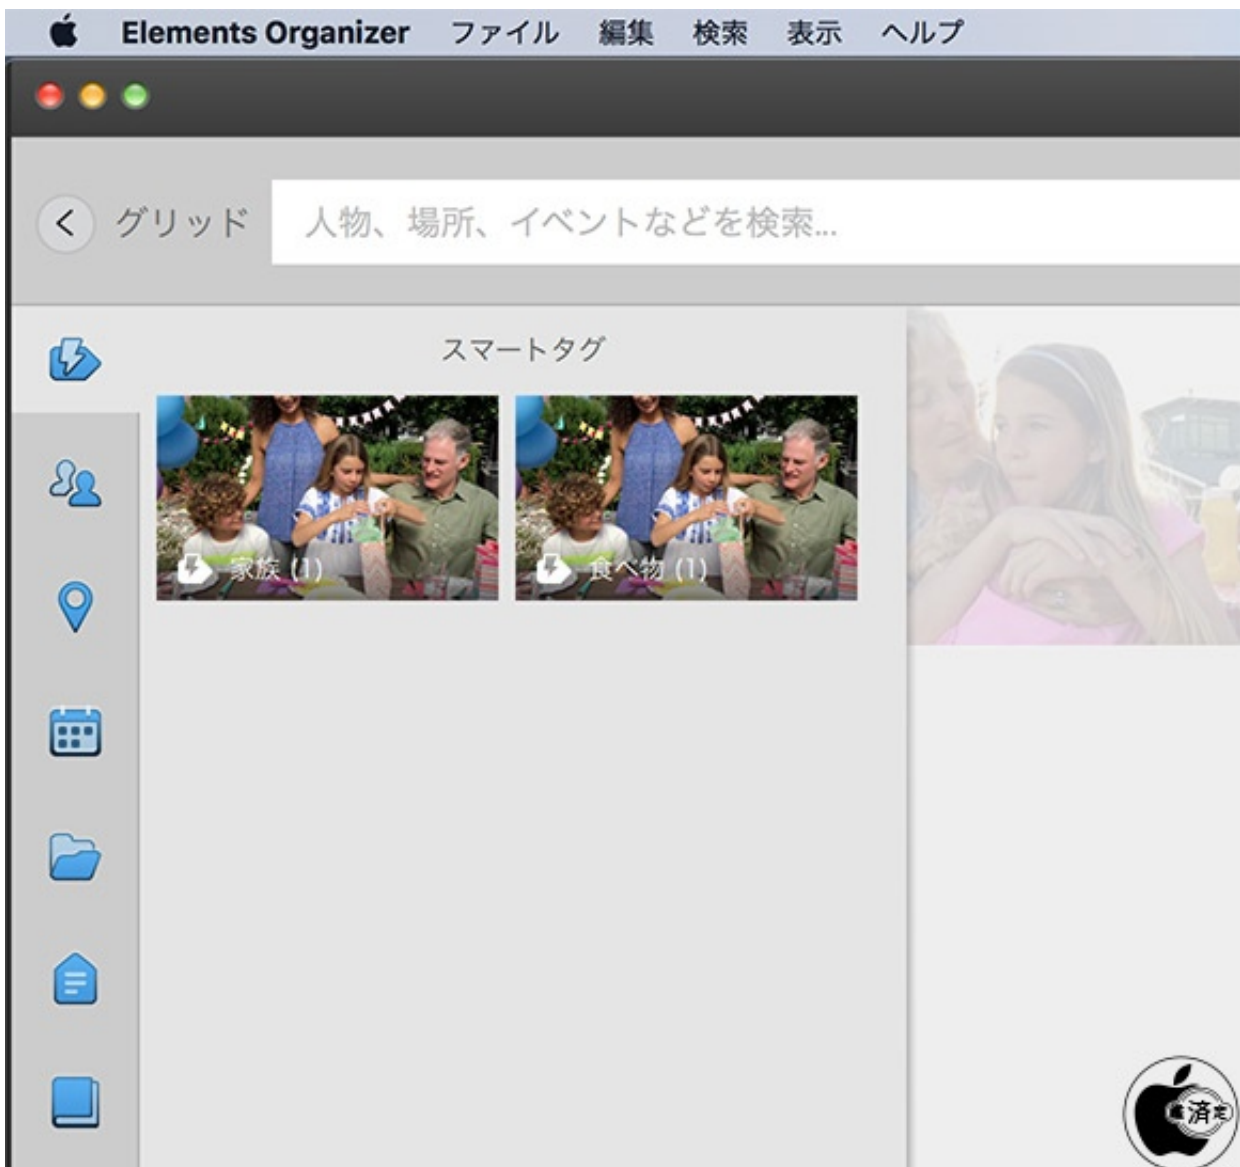 Elements Organizer ファイル 編集 検索 表示 ヘルプ
グリッド 人物、場所、イベントなどを検索...
スマートタグ
家族 (1) 食べ物 (1)